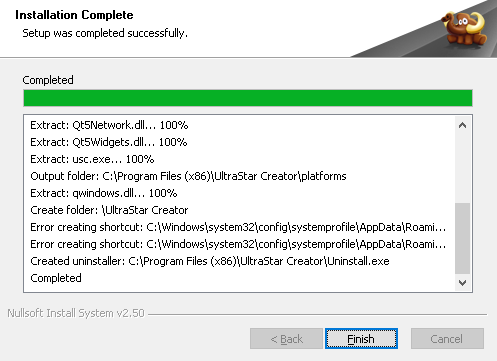 Installation Complete
Setup was completed successfully.
Completed
Extract: Qt5Network.dll... 100%
Extract: Qt5Widgets.dll... 100%
Extract: usc.exe... 100%
Output folder: C:\Program Files (x86)\UltraStar Creator\platforms
Extract: qwindows.dll... 100%
Create folder: \UltraStar Creator
Error creating shortcut: C:\Windows\system32\config\systemprofile\AppData\Roami...
Error creating shortcut: C:\Windows\system32\config\systemprofile\AppData\Roami...
Created uninstaller: C:\Program Files (x86)\UltraStar Creator\Uninstall.exe
Completed
Nullsoft Install System v2.50
< Back
Finish
Cancel